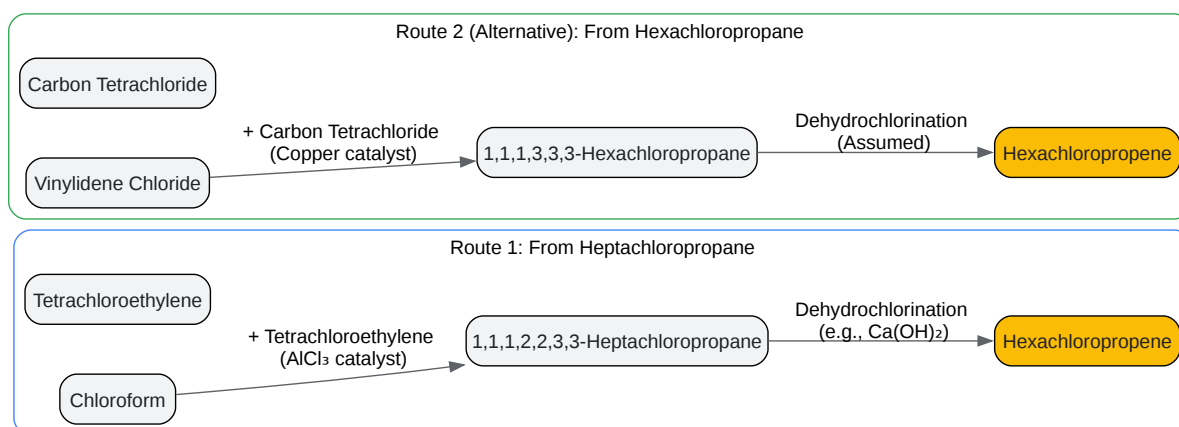 Route 2 (Alternative): From Hexachloropropane
Carbon Tetrachloride
Vinylidene Chloride
+ Carbon Tetrachloride
(Copper catalyst)
1,1,1,3,3,3-Hexachloropropane
Dehydrochlorination
(Assumed)
Hexachloropropene
Route 1: From Heptachloropropane
Tetrachloroethylene
Chloroform
+ Tetrachloroethylene
(AlCl₃ catalyst)
1,1,1,2,2,3,3-Heptachloropropane
Dehydrochlorination
(e.g., Ca(OH)₂)
Hexachloropropene